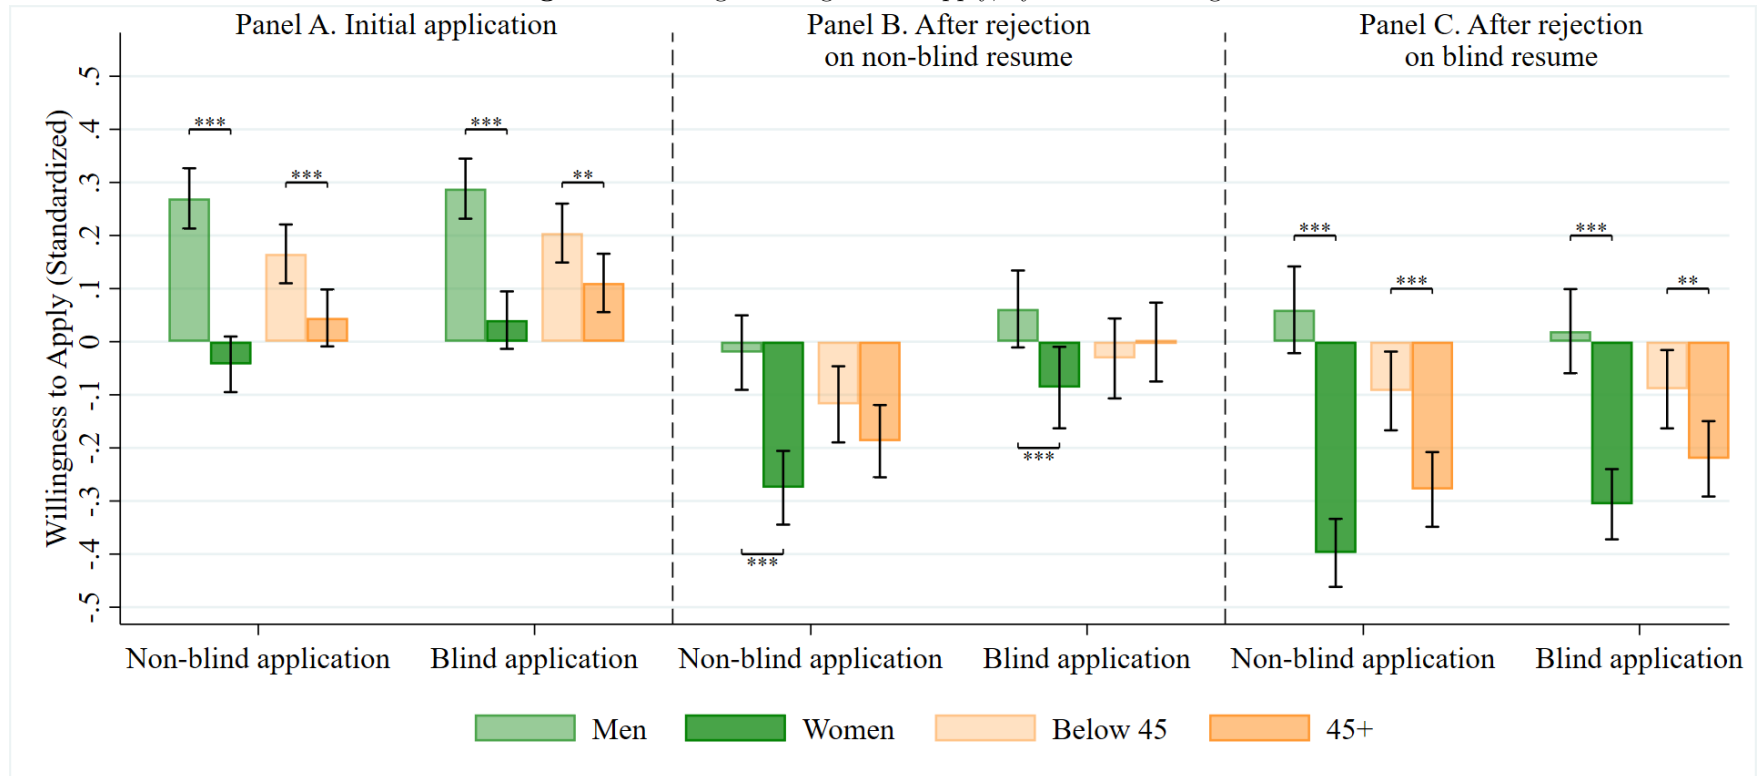 Panel A. Initial application
Panel B. After rejection
on non-blind resume
Panel C. After rejection
on blind resume
Willingness to Apply (Standardized)
.5
.4
.3
.2
.1
0
-.1
-.2
-.3
-.4
-.5
***
***
***
**
***
***
***
***
***
**
Non-blind application
Blind application
Non-blind application
Blind application
Non-blind application
Blind application
Men
Women
Below 45
45+